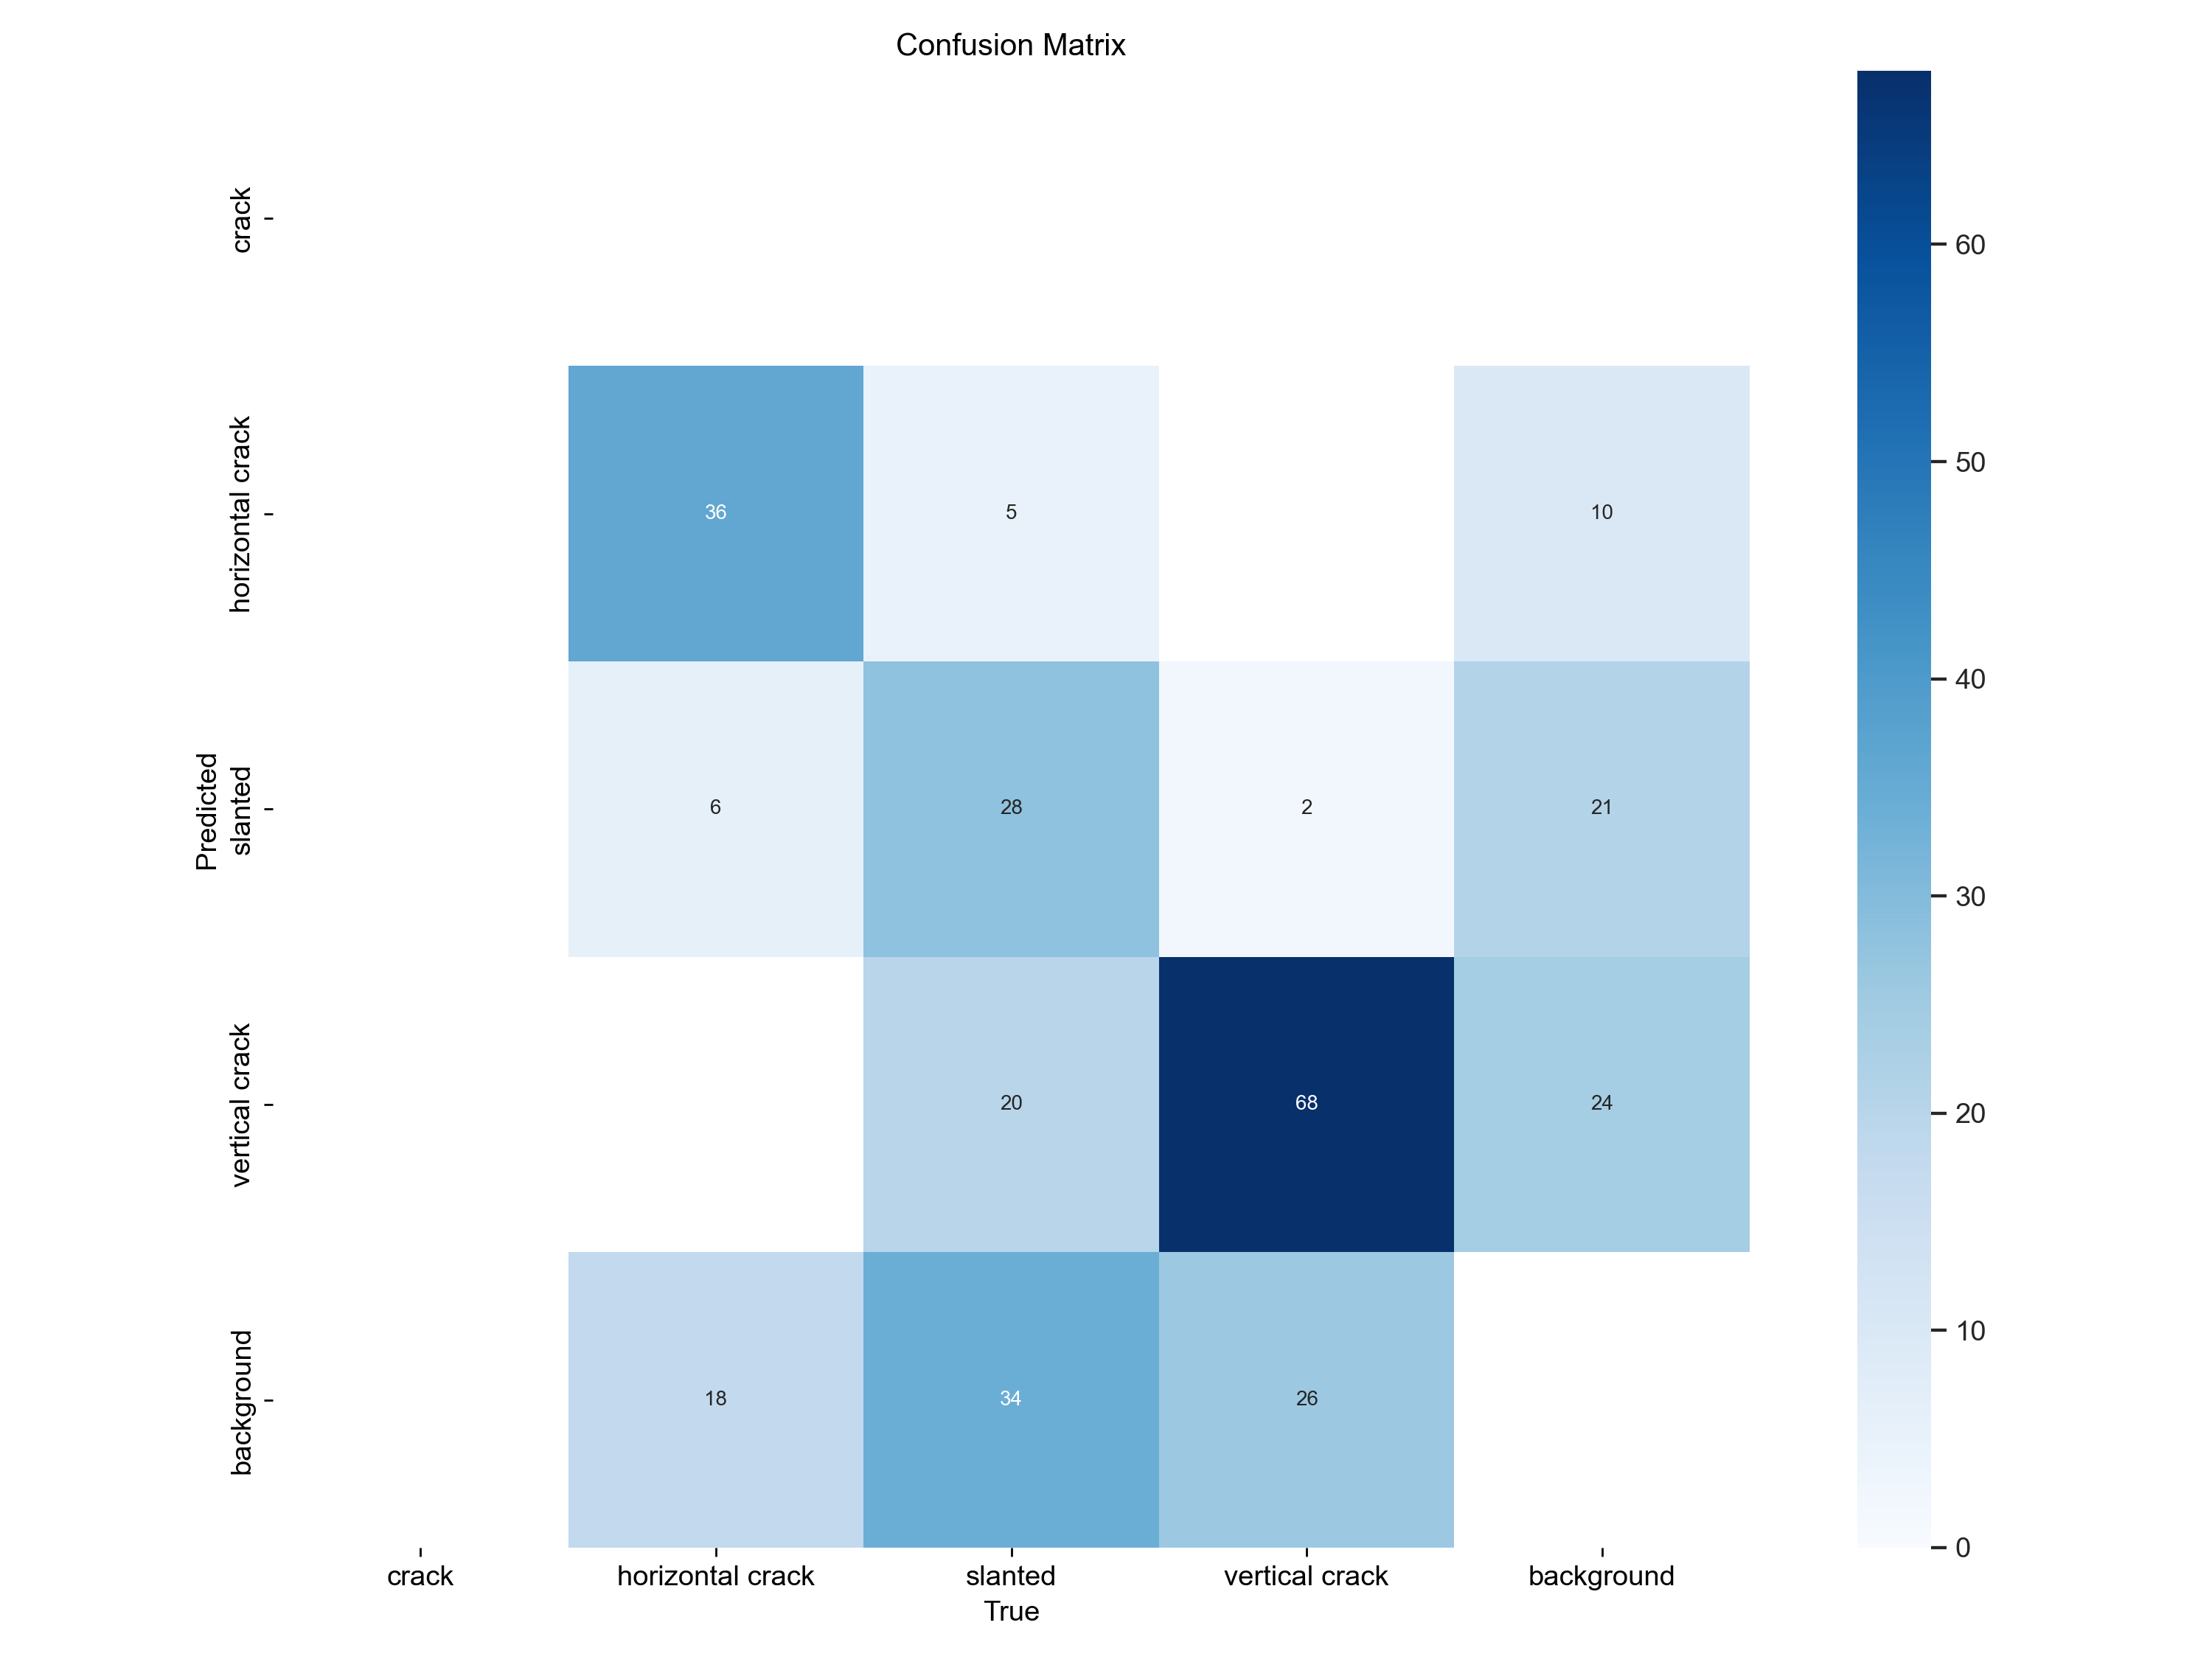 Confusion Matrix
crack
horizontal crack
slanted
vertical crack
background
Predicted
36 5 10
6 28 2 21
20 68 24
18 34 26
crack horizontal crack slanted vertical crack background
True
60
50
40
30
20
10
0